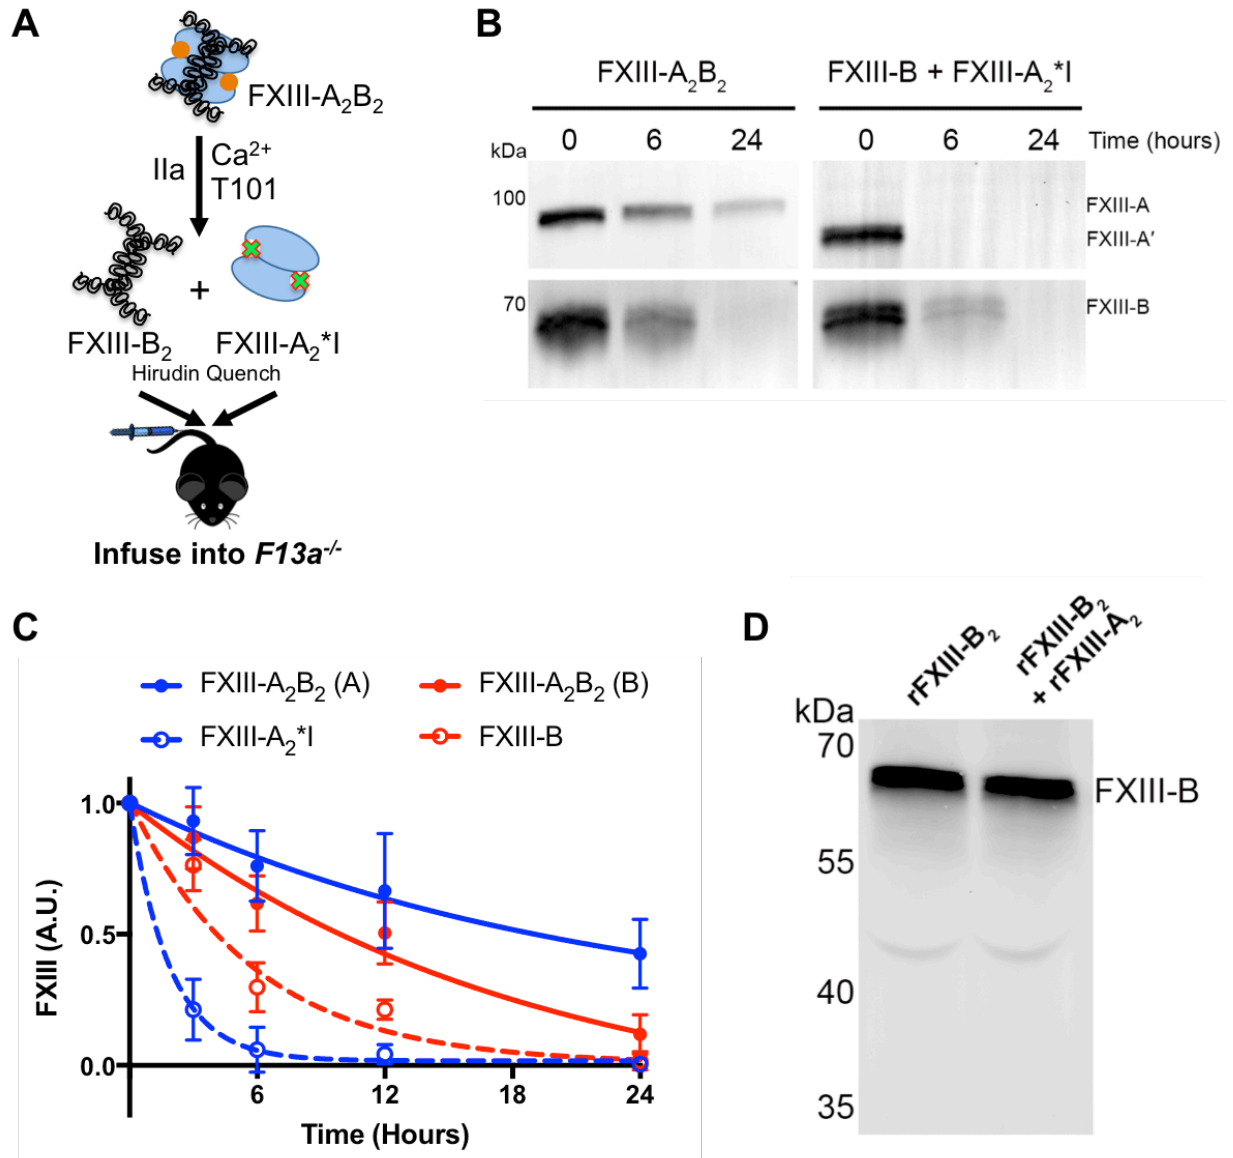 A
FXIII-A₂B₂
IIa
Ca²⁺
T101
+
FXIII-B₂ FXIII-A₂*I
Hirudin Quench
Infuse into F13a⁻/⁻
B
FXIII-A₂B₂ FXIII-B + FXIII-A₂*I
kDa 0 6 24 0 6 24 Time (hours)
100 FXIII-A
FXIII-A′
70 FXIII-B
C
FXIII-A₂B₂ (A) FXIII-A₂B₂ (B)
FXIII-A₂*I FXIII-B
FXIII (A.U.)
1.0
0.5
0.0
6 12 18 24
Time (Hours)
D
rFXIII-B₂
rFXIII-B₂
+ rFXIII-A₂
kDa
70
FXIII-B
55
40
35